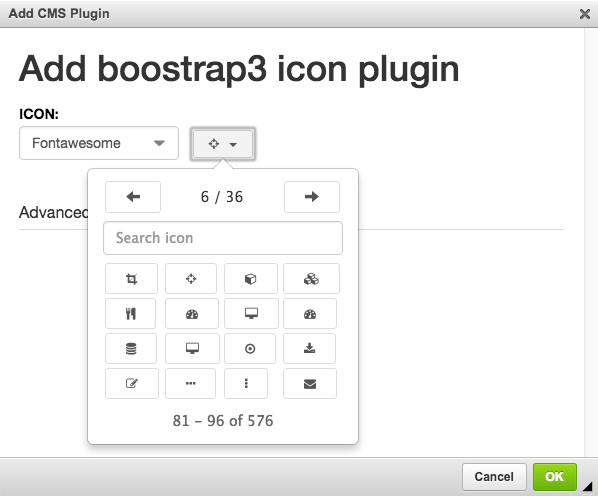 Add CMS Plugin
Add boostrap3 icon plugin
ICON:
Fontawesome
6 / 36
Advanced
Search icon
81 – 96 of 576
Cancel
OK